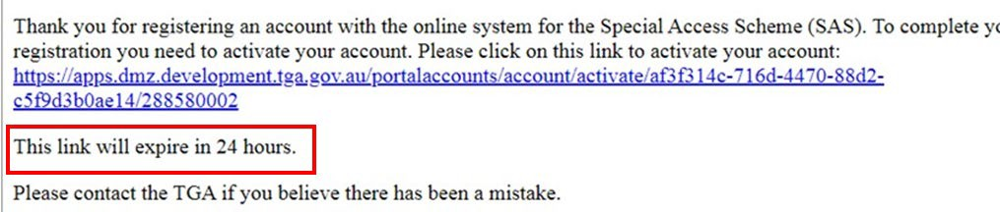 Thank you for registering an account with the online system for the Special Access Scheme (SAS). To complete
registration you need to activate your account. Please click on this link to activate your account:
https://apps.dmz.development.tga.gov.au/portalaccounts/account/activate/af3f314c-716d-4470-88d2-
c5f9d3b0ae14/288580002
This link will expire in 24 hours.
Please contact the TGA if you believe there has been a mistake.